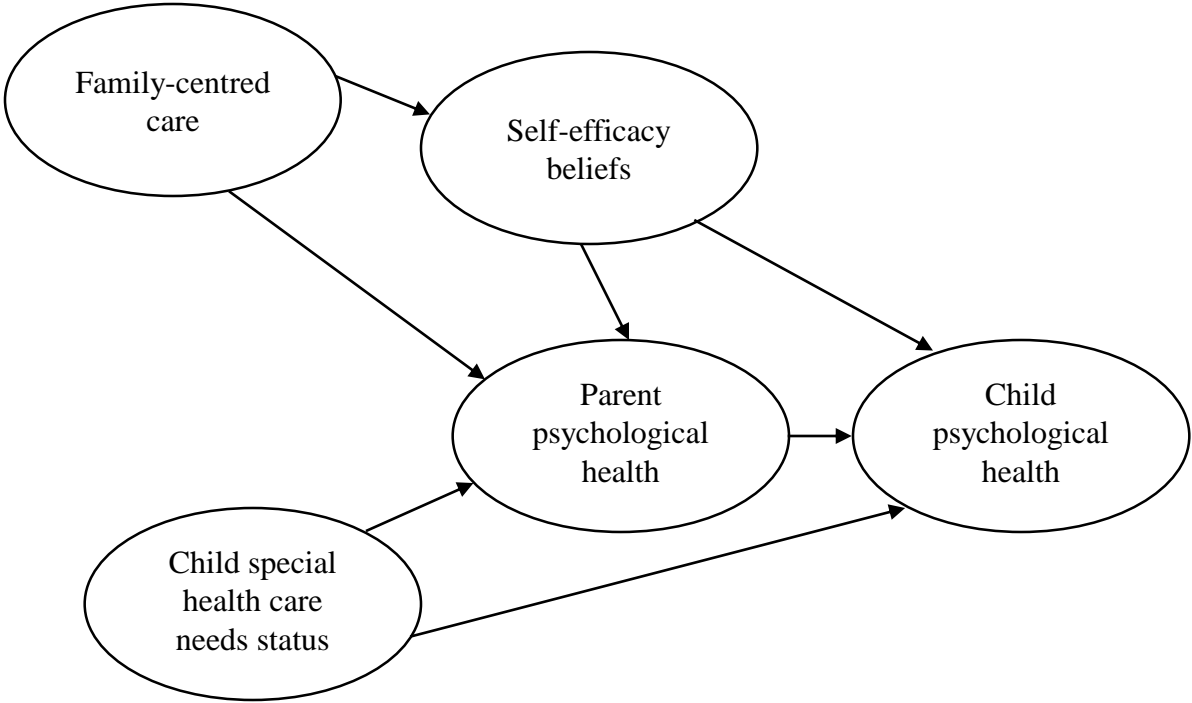 Family-centred
care
Self-efficacy
beliefs
Parent
psychological
health
Child
psychological
health
Child special
health care
needs status